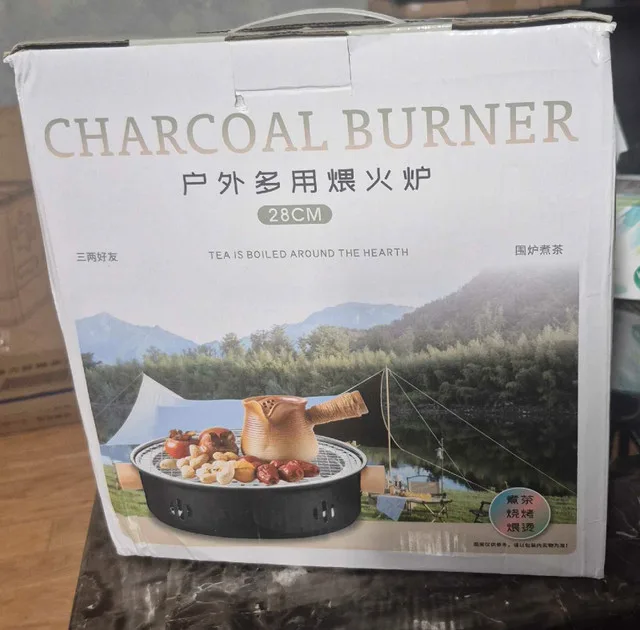 CHARCOAL BURNER
户外多用煨火炉
28CM
三两好友
TEA IS BOILED AROUND THE HEARTH
围炉煮茶
煮茶
烧烤
煨烫